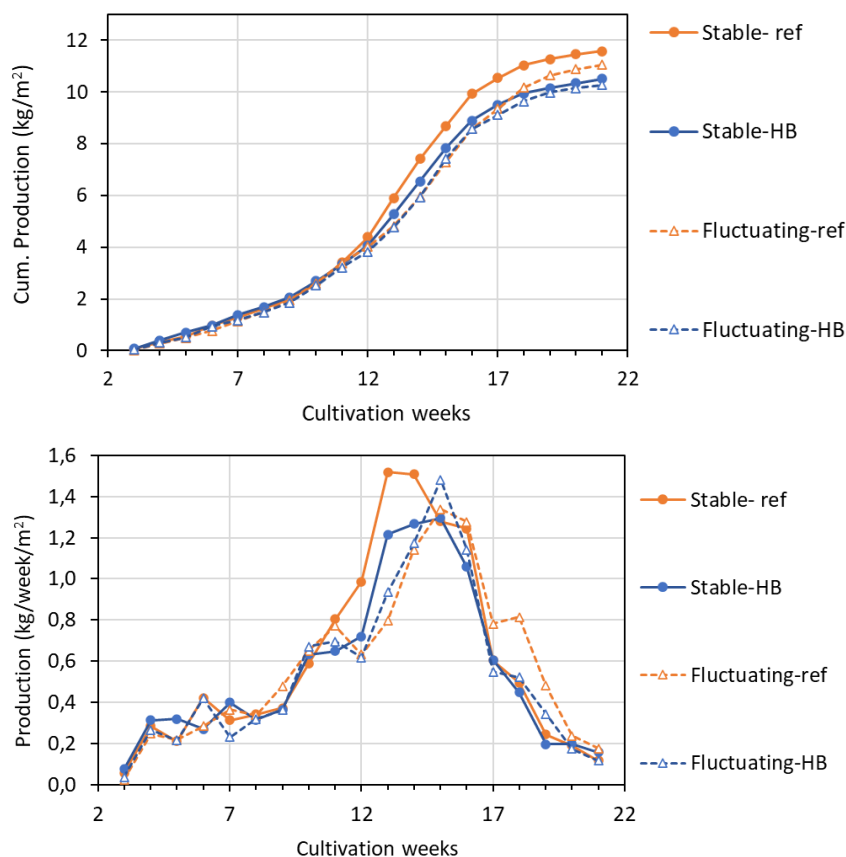 Cum. Production (kg/m²)
12
10
8
6
4
2
0
2
7
12
17
22
Cultivation weeks
Stable- ref
Stable-HB
Fluctuating-ref
Fluctuating-HB
Production (kg/week/m²)
1,6
1,4
1,2
1,0
0,8
0,6
0,4
0,2
0,0
2
7
12
17
22
Cultivation weeks
Stable- ref
Stable-HB
Fluctuating-ref
Fluctuating-HB